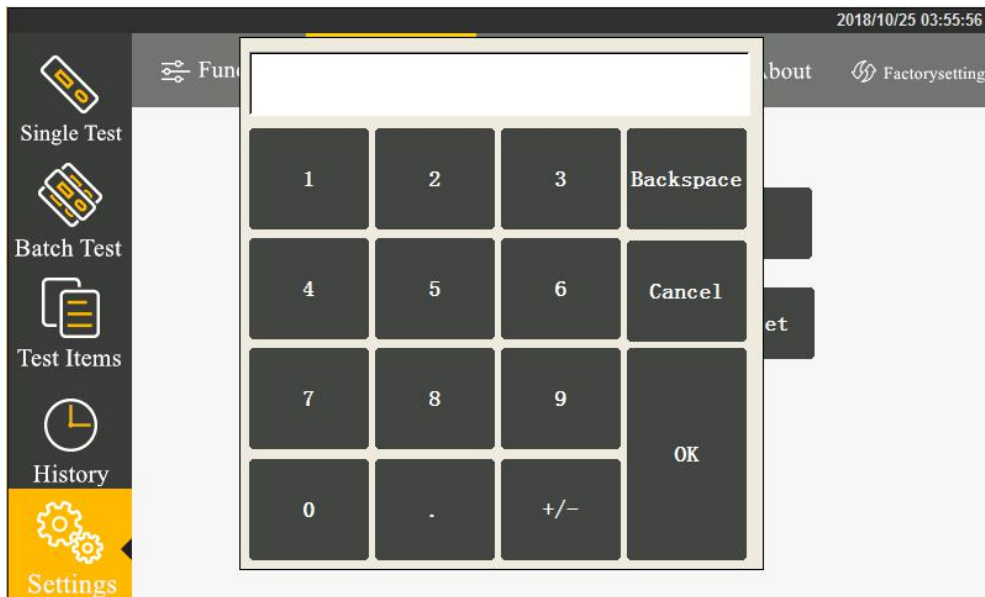 2018/10/25 03:55:56
Func
bout
Factorysetting
Single Test
Batch Test
Test Items
History
Settings
1 2 3 Backspace
4 5 6 Cancel
7 8 9
OK
0 . +/-
et